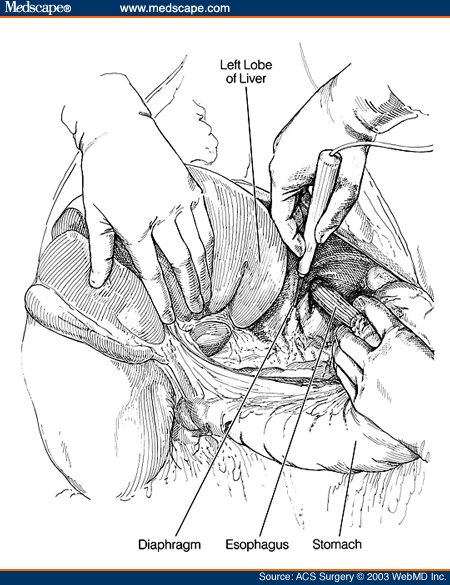 Medscape® www.medscape.com
Left Lobe
of Liver
Diaphragm Esophagus Stomach
Source: ACS Surgery © 2003 WebMD Inc.